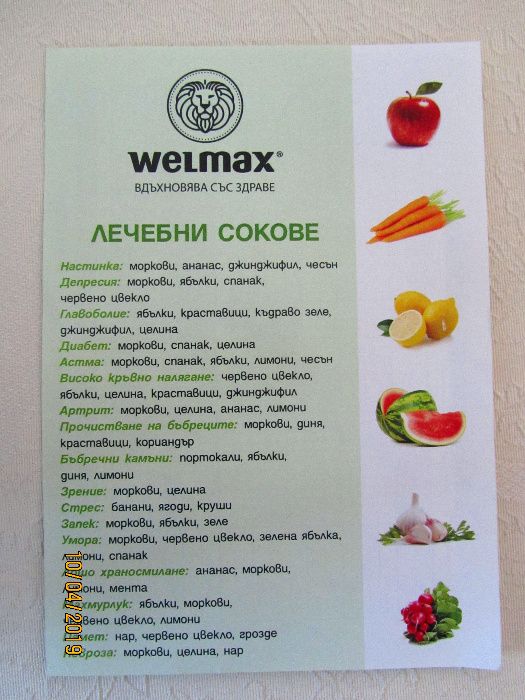 WELMAX®
ВДЪХНОВЯВА СЪС ЗДРАВЕ
ЛЕЧЕБНИ СОКОВЕ
Настинка: моркови, ананас, джинджифил, чесън
Депресия: моркови, ябълки, спанак,
червено цвекло
Главоболие: ябълки, краставици, къдраво зеле,
джинджифил, целина
Диабет: моркови, спанак, целина
Астма: моркови, спанак, ябълки, лимони, чесън
Високо кръвно налягане: червено цвекло,
ябълки, целина, краставици, джинджифил
Артрит: моркови, целина, ананас, лимони
Прочистване на бъбреците: моркови, диня,
краставици, кориандър
Бъбречни камъни: портокали, ябълки,
диня, лимони
Зрение: моркови, целина
Стрес: банани, ягоди, круши
Запек: моркови, ябълки, зеле
Умора: моркови, червено цвекло, зелена ябълка,
лимони, спанак
храносмилане: ананас, моркови,
лимони, мента
ябълки, моркови,
червено цвекло, лимони
нар, червено цвекло, грозде
Невроза: моркови, целина, нар
10/04/2019